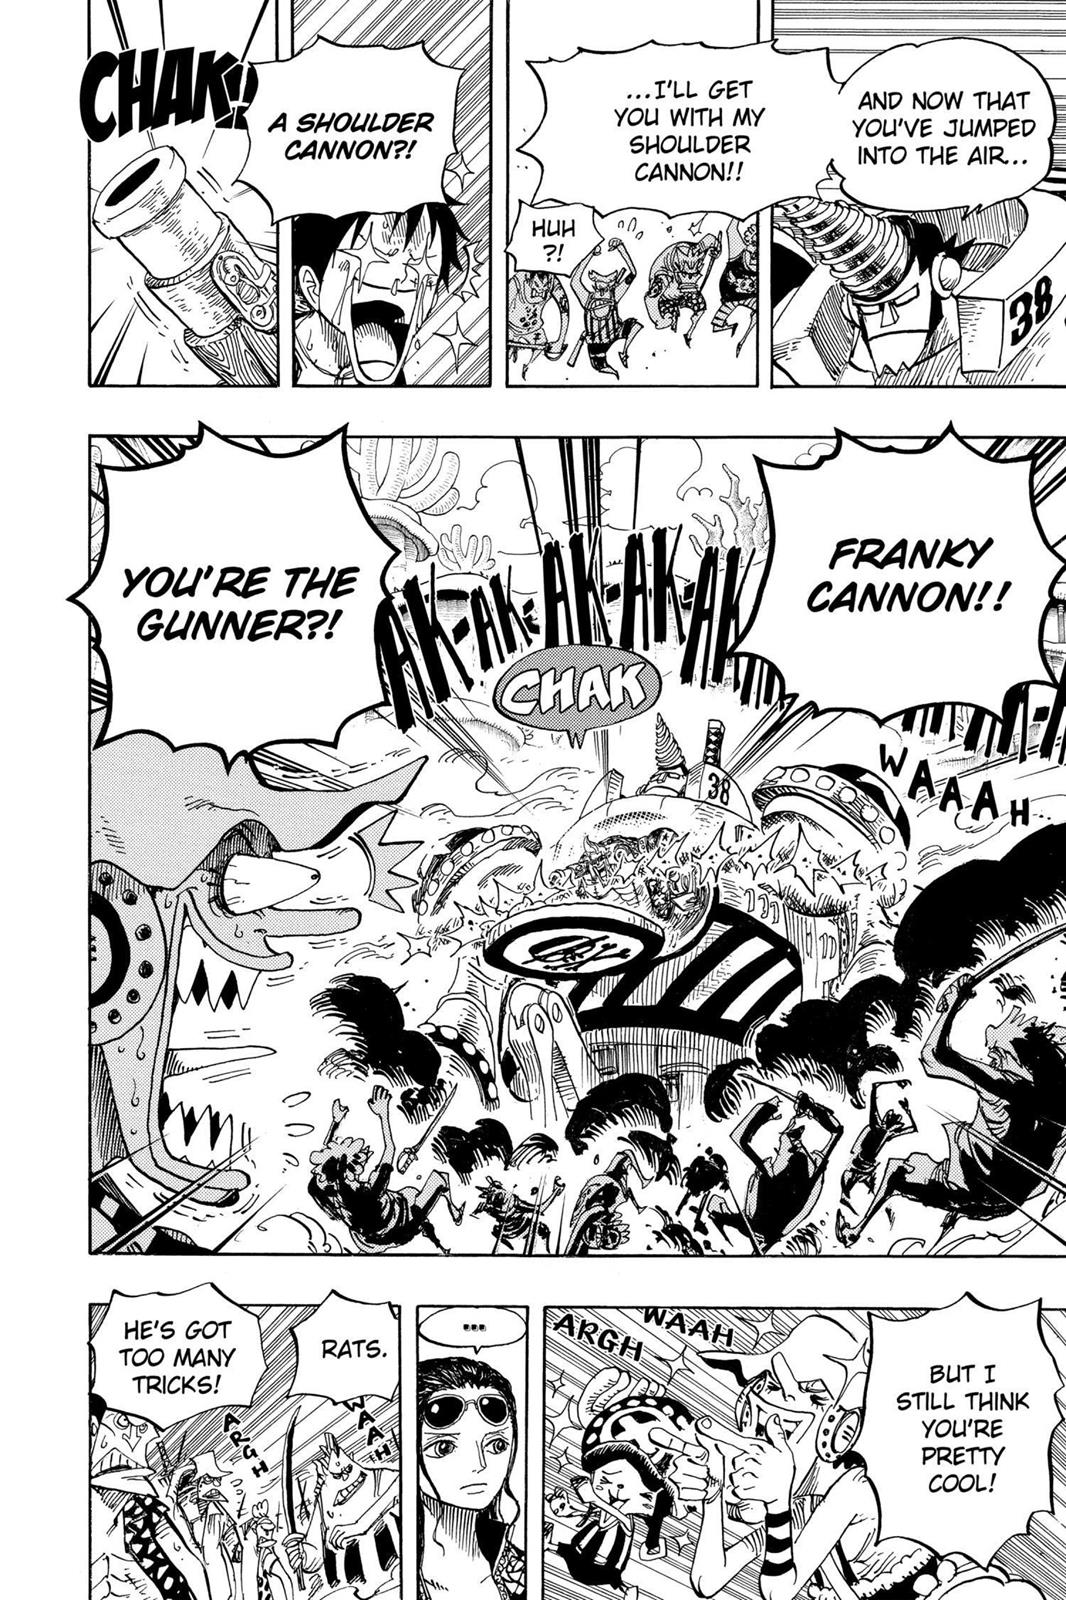 AND NOW THAT
YOU'VE JUMPED
INTO THE AIR...
38
...I'LL GET
YOU WITH MY
SHOULDER
CANNON!!
HUH
?!
A SHOULDER
CANNON?!
CHAK!!
FRANKY
CANNON!!
AK-AK-AK-AK-AK
CHAK
38
WAAAH
YOU'RE THE
GUNNER?!
BUT I
STILL THINK
YOU'RE
PRETTY
COOL!
WAAH
ARGH
...
RATS.
WAAH
HE'S GOT
TOO MANY
TRICKS!
ARGH